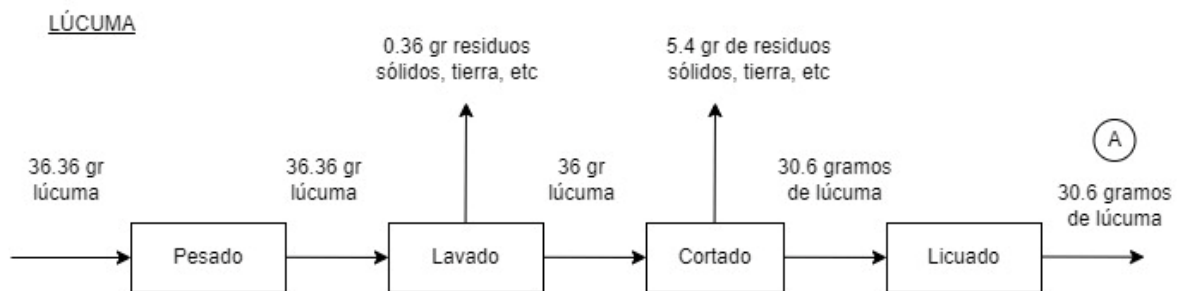 LÚCUMA
0.36 gr residuos
sólidos, tierra, etc
5.4 gr de residuos
sólidos, tierra, etc
A
36.36 gr
lúcuma
36.36 gr
lúcuma
36 gr
lúcuma
30.6 gramos
de lúcuma
30.6 gramos
de lúcuma
Pesado
Lavado
Cortado
Licuado